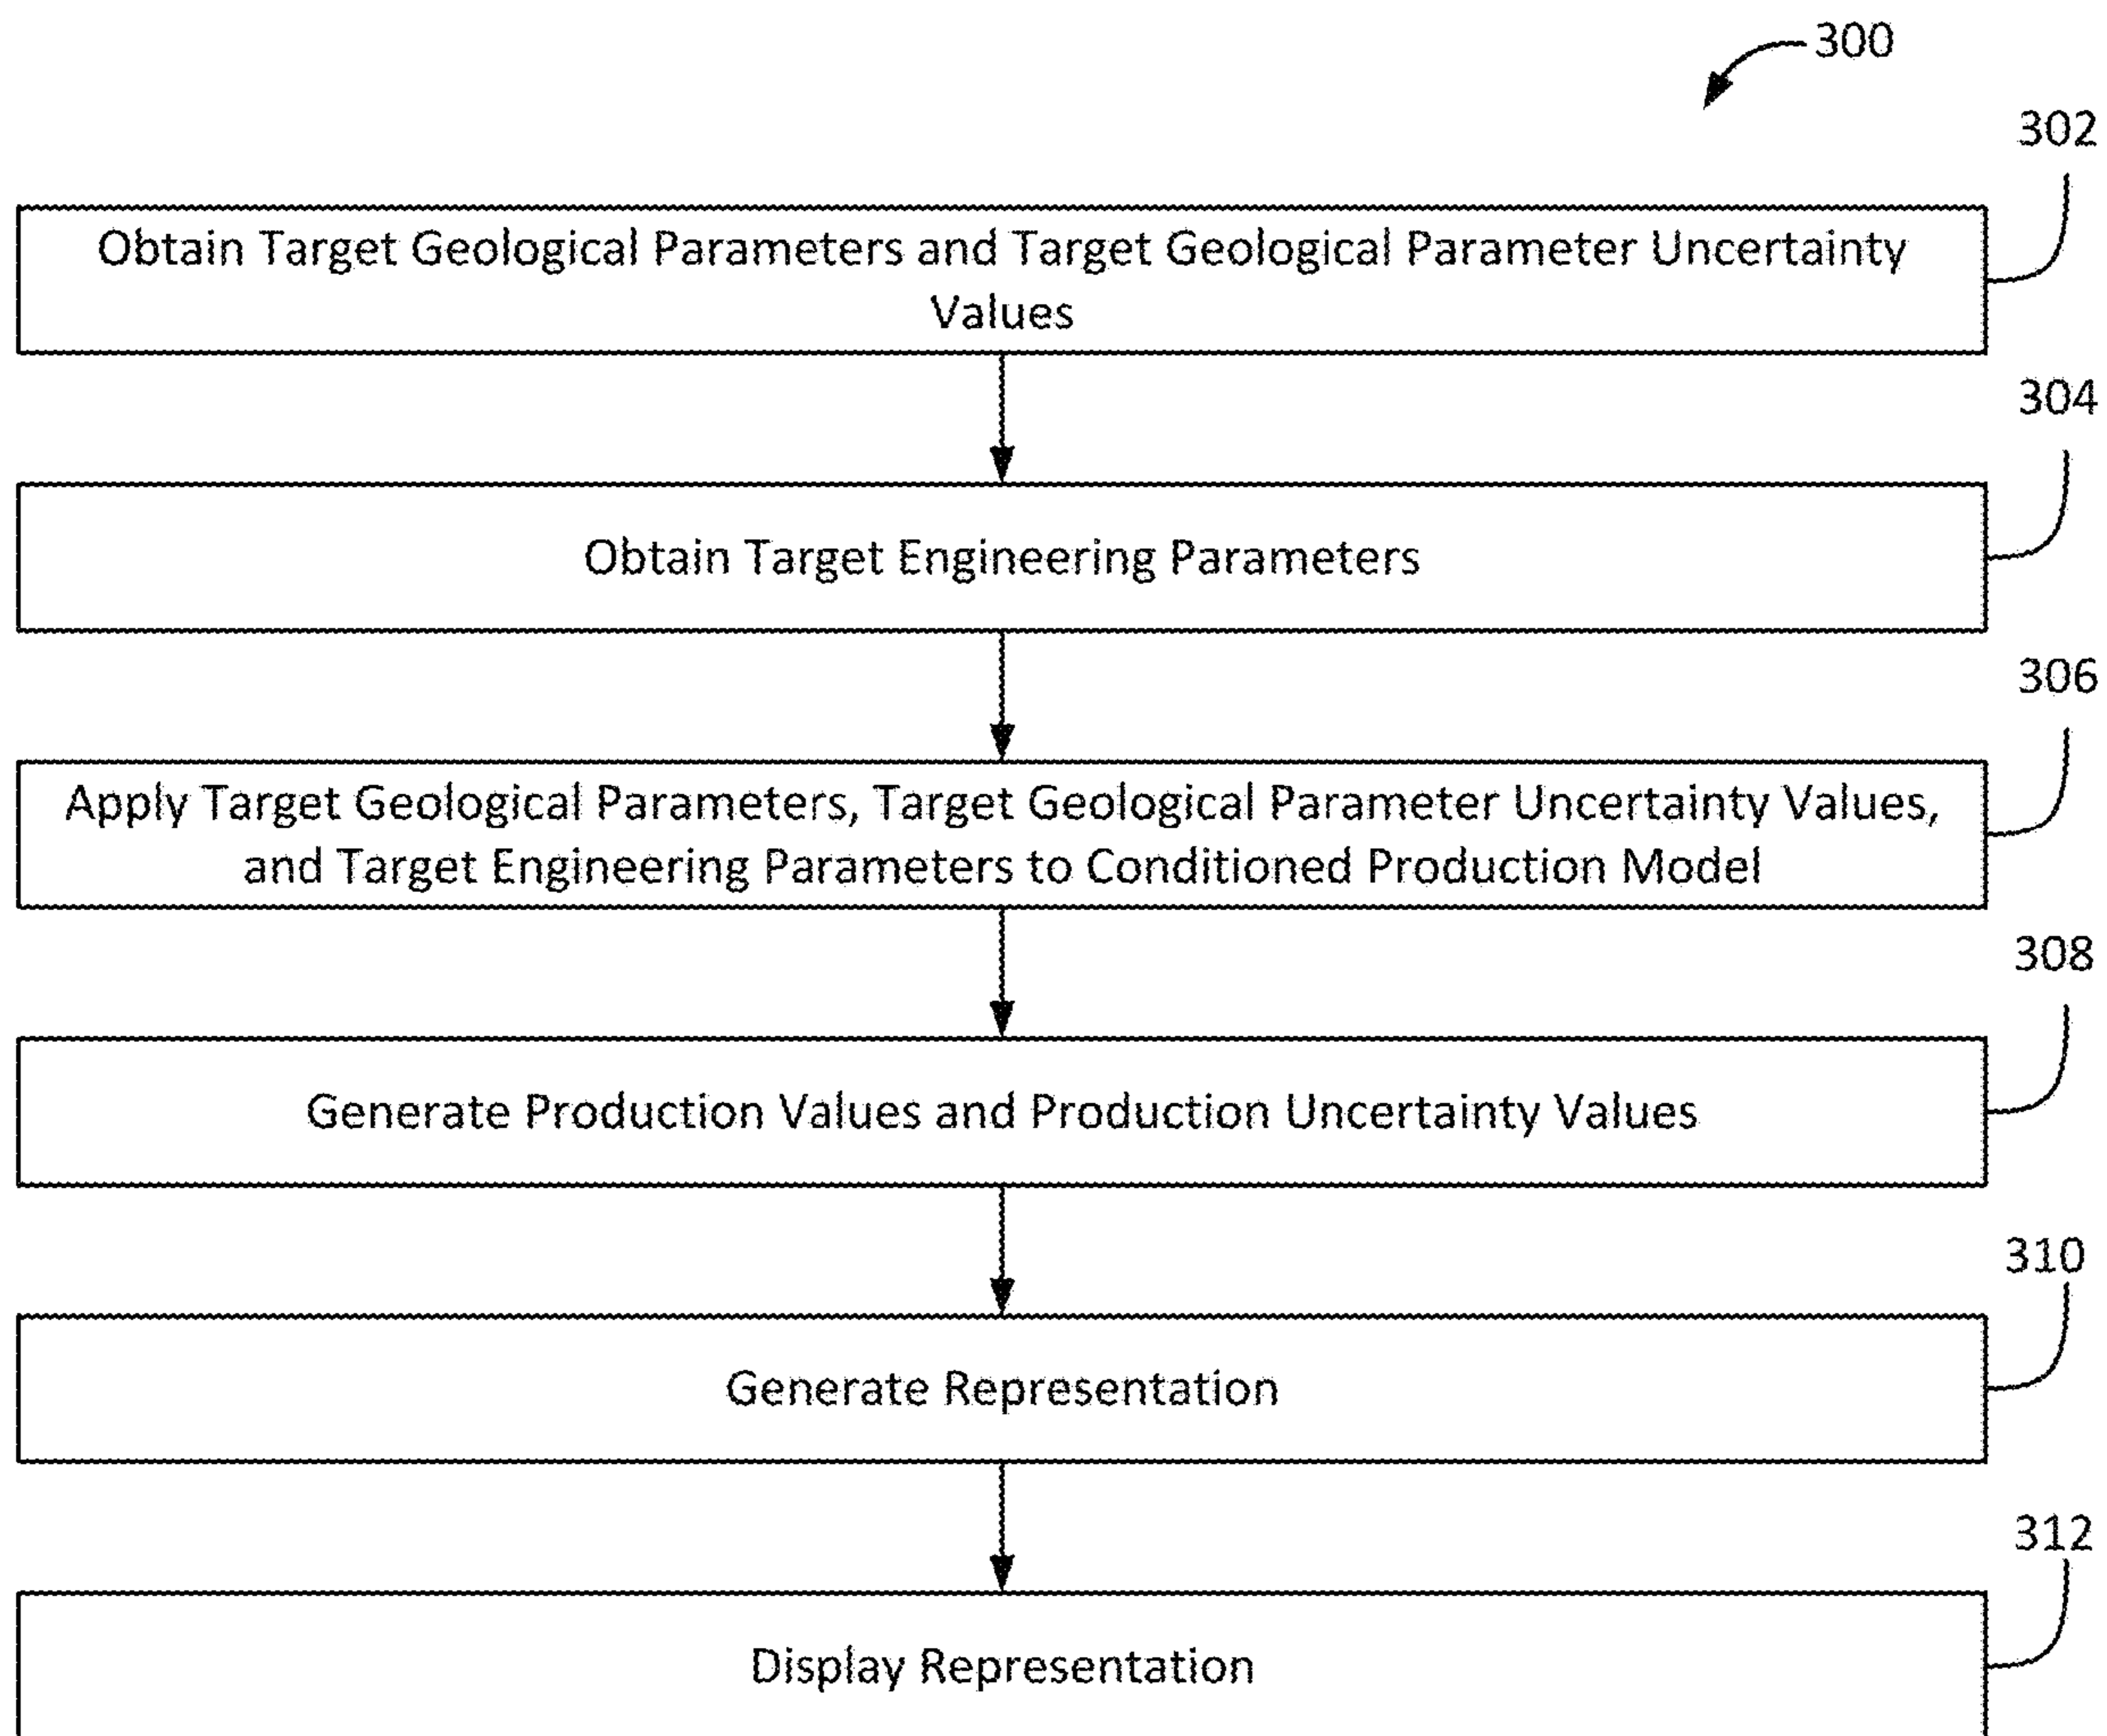 300
302
Obtain Target Geological Parameters and Target Geological Parameter Uncertainty
Values
304
Obtain Target Engineering Parameters
306
Apply Target Geological Parameters, Target Geological Parameter Uncertainty Values,
and Target Engineering Parameters to Conditioned Production Model
308
Generate Production Values and Production Uncertainty Values
310
Generate Representation
312
Display Representation